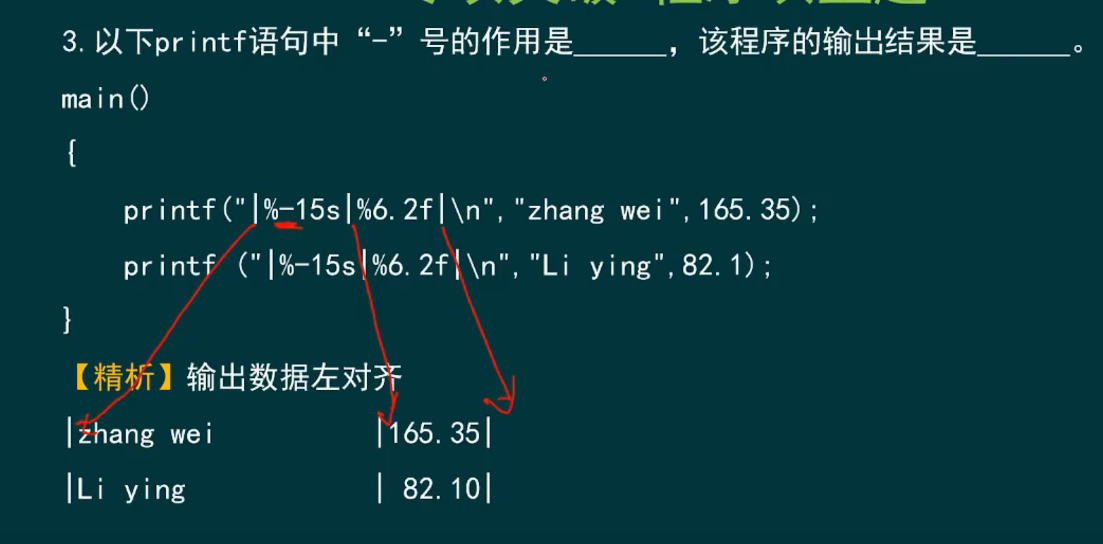 3.以下printf语句中“-”号的作用是______，该程序的输出结果是______。
main()
{
printf("|%-15s|%6.2f|\n","zhang wei",165.35);
printf ("|%-15s|%6.2f|\n","Li ying",82.1);
}
【精析】输出数据左对齐
|zhang wei          |165.35|
|Li ying            | 82.10|